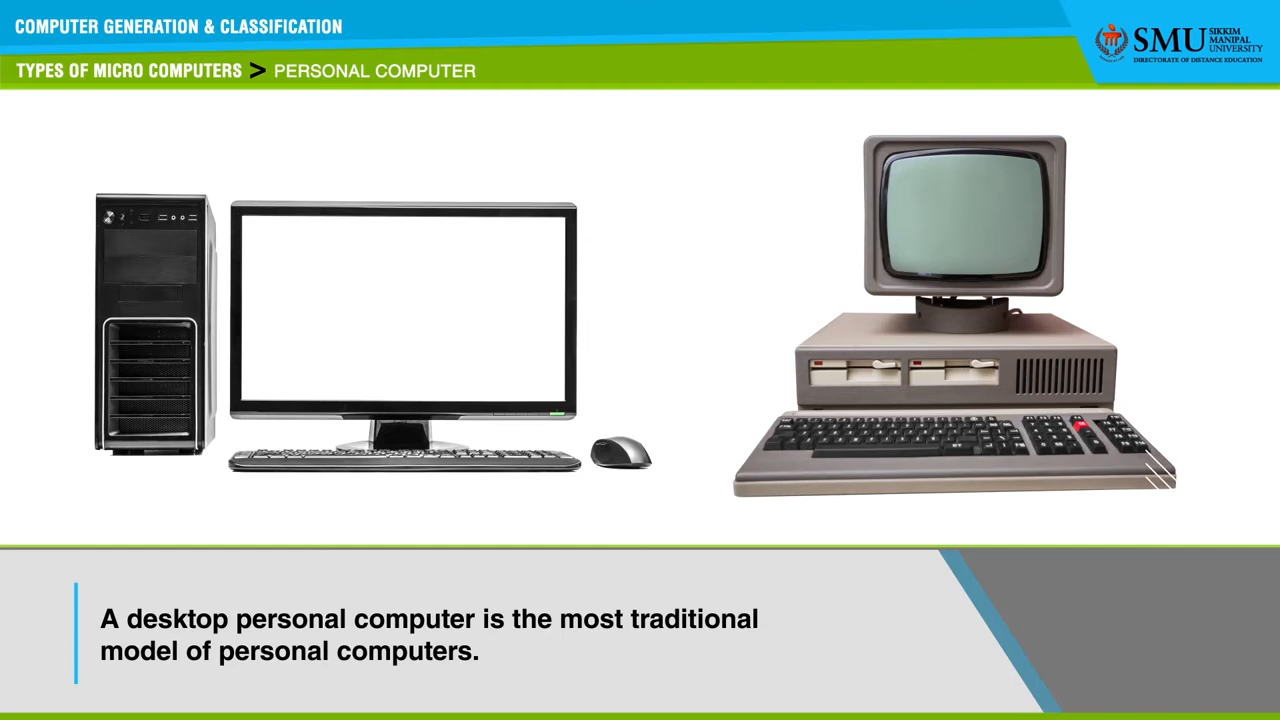 COMPUTER GENERATION & CLASSIFICATION
TYPES OF MICRO COMPUTERS > PERSONAL COMPUTER
SMU SIKKIM
MANIPAL
UNIVERSITY
DIRECTORATE OF DISTANCE EDUCATION
A desktop personal computer is the most traditional
model of personal computers.